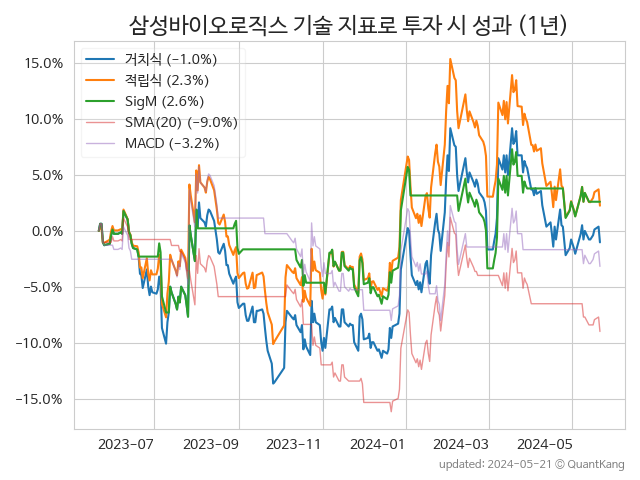 삼성바이오로직스 기술 지표로 투자 시 성과 (1년)
거치식 (−1.0%)
적립식 (2.3%)
SigM (2.6%)
SMA(20) (−9.0%)
MACD (−3.2%)
15.0%
10.0%
5.0%
0.0%
−5.0%
−10.0%
−15.0%
2023-07 2023-09 2023-11 2024-01 2024-03 2024-05
updated: 2024-05-21 © QuantKang